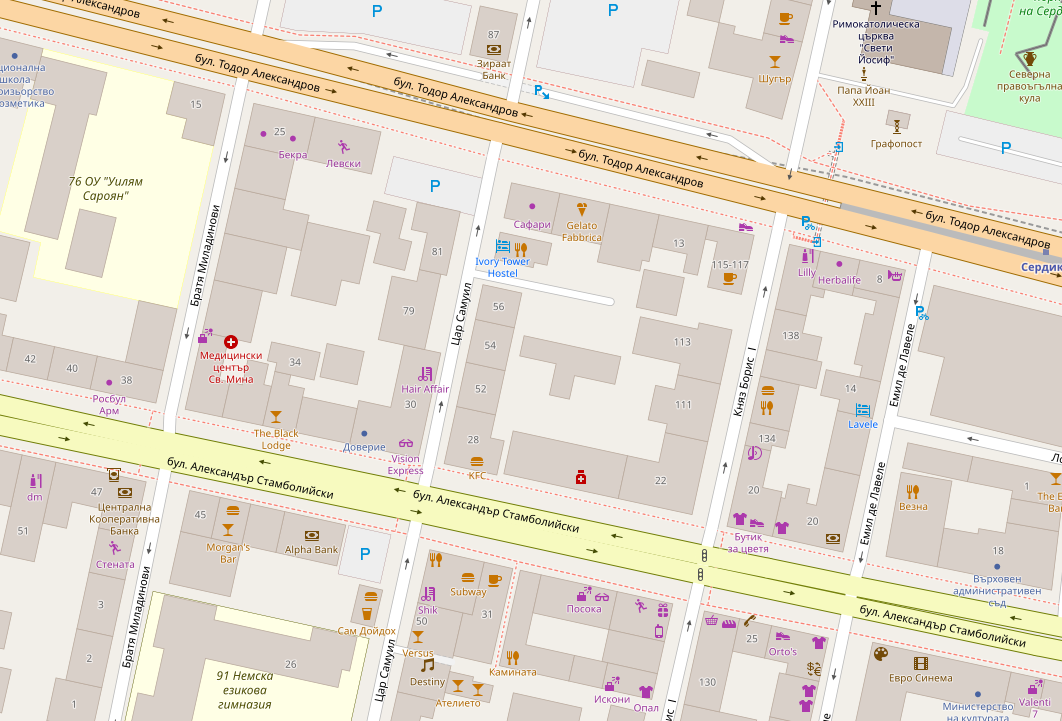 Александров
бул. Тодор Александров
бул. Тодор Александров
бул. Тодор Александров
бул. Тодор Александров
87
Зираат
Банк
Шугър
Римокатолическа
църква
"Свети
Йосиф"
Папа Йоан
XXIII
Графопост
Северна
правоъгълна
кула
на Серд
P
P
P
P
P
P
P
P
15
76 ОУ "Уилям
Сароян"
25
Бекра
Левски
Братя Миладинови
81
Сафари
Gelato
Fabbrica
Ivory Tower
Hostel
13
115-117
Lilly
Herbalife
8
Сердик
79
Цар Самуил
56
54
52
28
KFC
113
111
22
Княз Борис I
138
134
20
20
14
Lavele
Емил де Лавеле
Емил де Лавеле
42
40
38
Росбул
Арм
Медицински
център
Св. Мина
34
Hair Affair
30
The Black
Lodge
Доверие
Vision
Express
бул. Александър Стамболийски
бул. Александър Стамболийски
бул. Александър Стамболийски
Бутик
за цветя
Везна
1
18
Върховен
административен
съд
dm
47
Централна
Кооперативна
Банка
51
Стената
45
Morgan's
Bar
Alpha Bank
3
2
1
Братя Миладинови
Сам Дойдох
26
91 Немска
езикова
гимназия
Цар Самуил
Shik
50
Subway
31
Versus
Destiny
Ателието
Камината
Посока
Искони
Опал
130
25
Orto's
Евро Синема
Министерство
на културата
Valenti
7